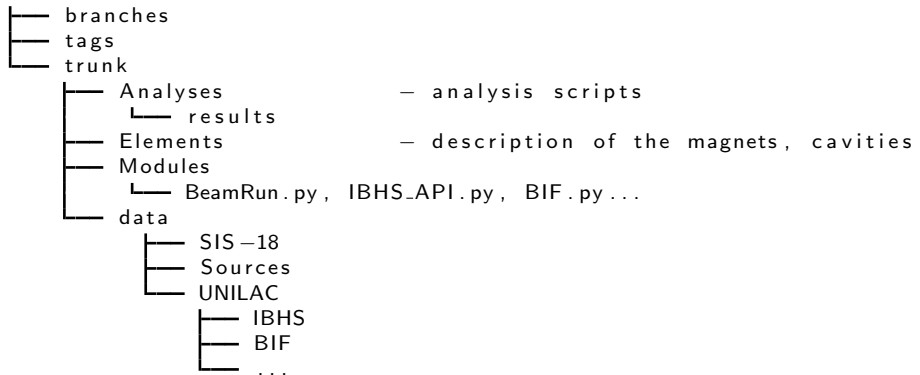 branches
tags
trunk
Analyses – analysis scripts
results
Elements – description of the magnets, cavities
Modules
BeamRun.py, IBHS_API.py, BIF.py...
data
SIS–18
Sources
UNILAC
IBHS
BIF
...